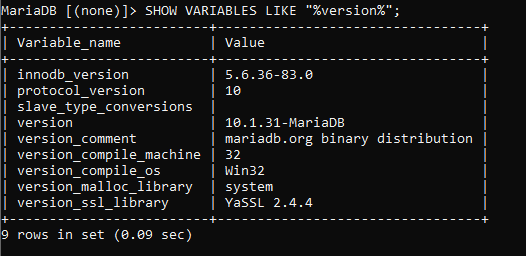 MariaDB [(none)]> SHOW VARIABLES LIKE "%version%";
+-------------------------+---------------------------------+
| Variable_name           | Value                           |
+-------------------------+---------------------------------+
| innodb_version          | 5.6.36-83.0                     |
| protocol_version        | 10                              |
| slave_type_conversions  |                                 |
| version                 | 10.1.31-MariaDB                 |
| version_comment         | mariadb.org binary distribution |
| version_compile_machine | 32                              |
| version_compile_os      | Win32                           |
| version_malloc_library  | system                          |
| version_ssl_library     | YaSSL 2.4.4                     |
+-------------------------+---------------------------------+
9 rows in set (0.09 sec)